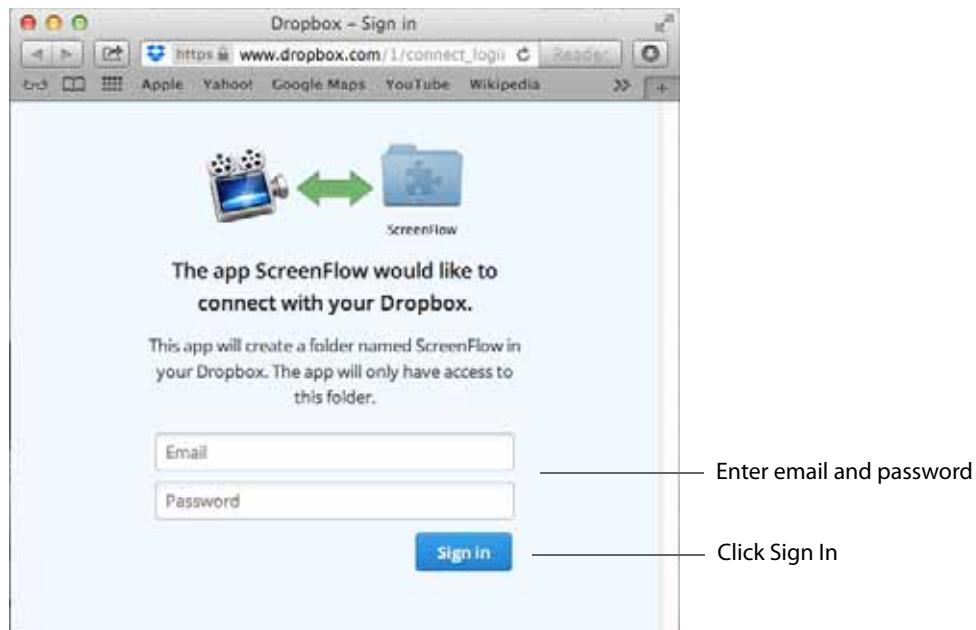 Dropbox – Sign in
https www.dropbox.com/1/connect_login Reader
Apple Yahoo! Google Maps YouTube Wikipedia >> +
ScreenFlow
The app ScreenFlow would like to
connect with your Dropbox.
This app will create a folder named ScreenFlow in
your Dropbox. The app will only have access to
this folder.
Email
Enter email and password
Password
Sign in
Click Sign In